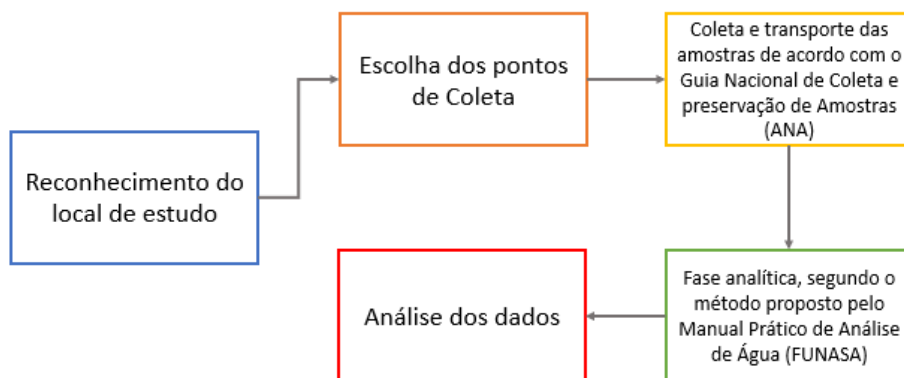 Reconhecimento do
local de estudo
Escolha dos pontos
de Coleta
Coleta e transporte das
amostras de acordo com o
Guia Nacional de Coleta e
preservação de Amostras
(ANA)
Fase analítica, segundo o
método proposto pelo
Manual Prático de Análise
de Água (FUNASA)
Análise dos dados